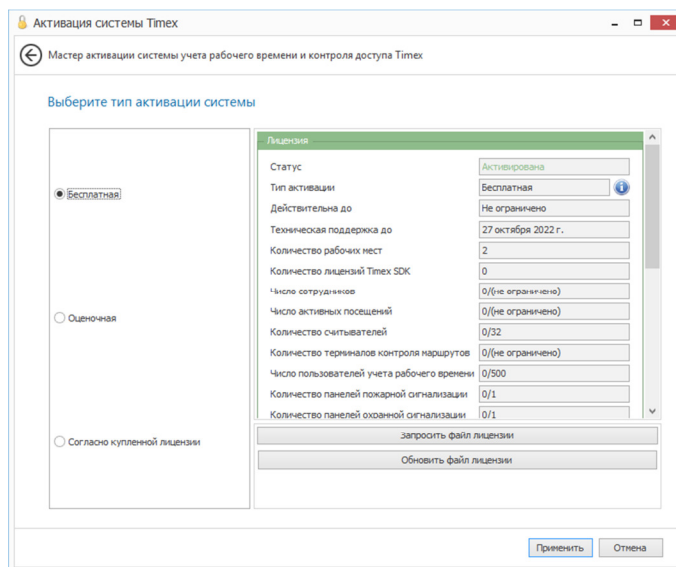 Активация системы Timex
Мастер активации системы учета рабочего времени и контроля доступа Timex
Выберите тип активации системы
Бесплатная
Оценочная
Согласно купленной лицензии
Лицензия
Статус Активирована
Тип активации Бесплатная
Действительна до Не ограничено
Техническая поддержка до 27 октября 2022 г.
Количество рабочих мест 2
Количество лицензий Timex SDK 0
Число сотрудников 0/(не ограничено)
Число активных посещений 0/(не ограничено)
Количество считывателей 0/32
Количество терминалов контроля маршрутов 0/(не ограничено)
Число пользователей учета рабочего времени 0/500
Количество панелей пожарной сигнализации 0/1
Количество панелей охранной сигнализации 0/1
Запросить файл лицензии
Обновить файл лицензии
Применить Отмена